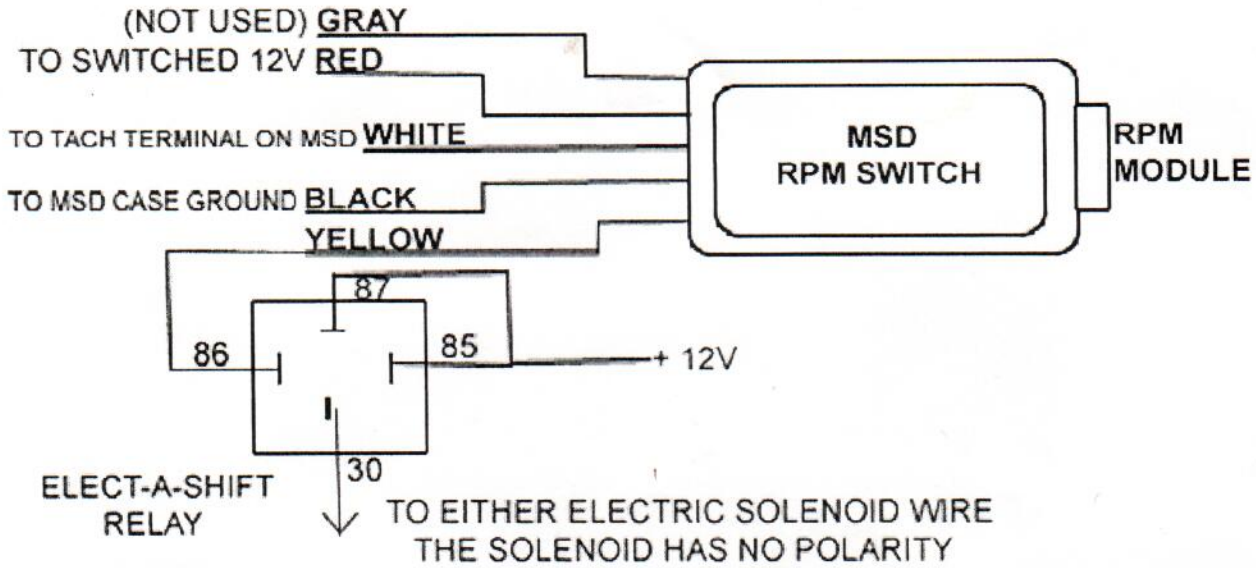 (NOT USED) GRAY
TO SWITCHED 12V RED
TO TACH TERMINAL ON MSD WHITE
TO MSD CASE GROUND BLACK
YELLOW
MSD
RPM SWITCH
RPM
MODULE
87
86
85
+ 12V
30
ELECT-A-SHIFT
RELAY
TO EITHER ELECTRIC SOLENOID WIRE
THE SOLENOID HAS NO POLARITY